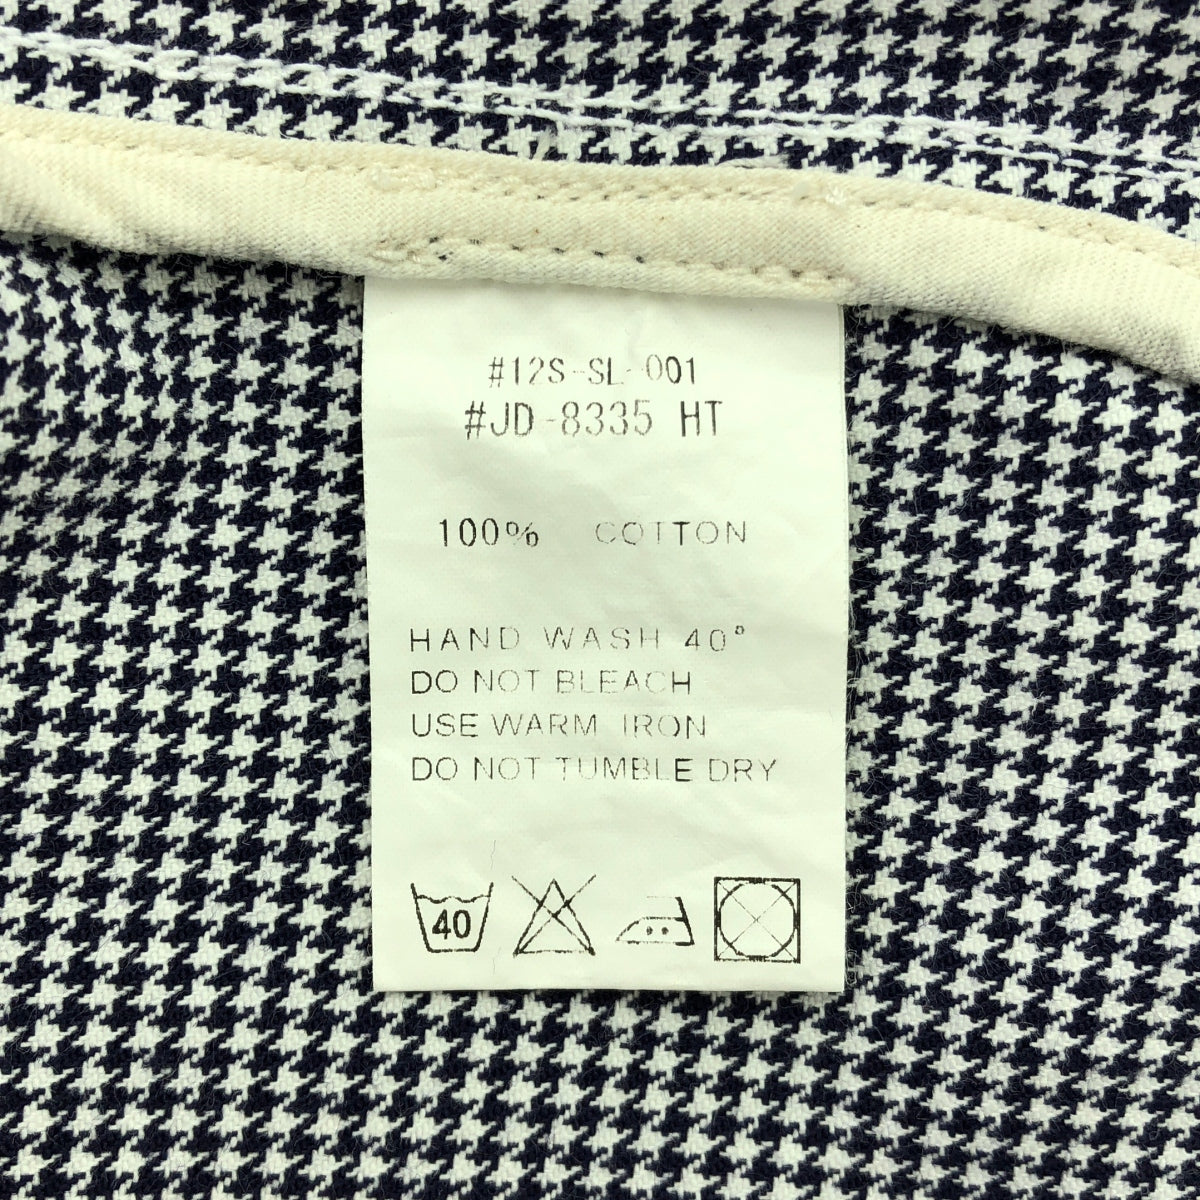 #12S-SL-001
#JD-8335 HT
100% COTTON
HAND WASH 40°
DO NOT BLEACH
USE WARM IRON
DO NOT TUMBLE DRY
40